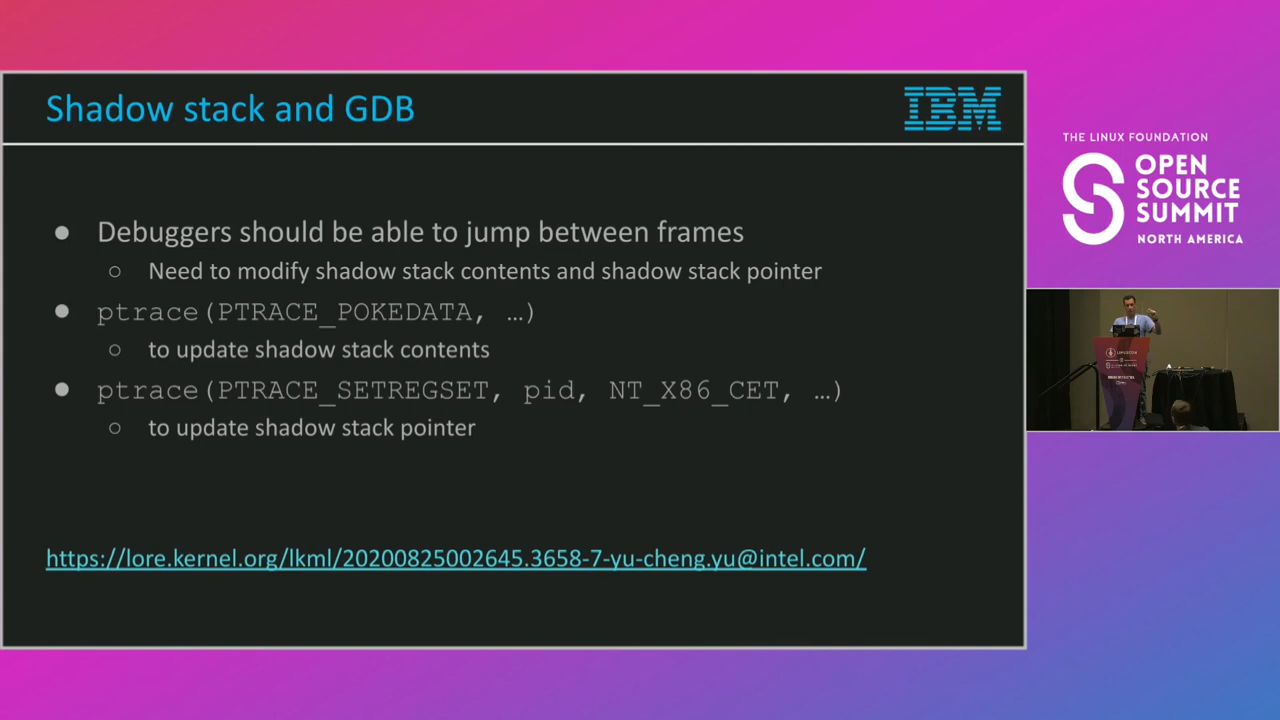 Shadow stack and GDB
IBM
● Debuggers should be able to jump between frames
○ Need to modify shadow stack contents and shadow stack pointer
● ptrace(PTRACE_POKEDATA, …)
○ to update shadow stack contents
● ptrace(PTRACE_SETREGSET, pid, NT_X86_CET, …)
○ to update shadow stack pointer
https://lore.kernel.org/lkml/20200825002645.3658-7-yu-cheng.yu@intel.com/
THE LINUX FOUNDATION
OPEN
SOURCE
SUMMIT
NORTH AMERICA